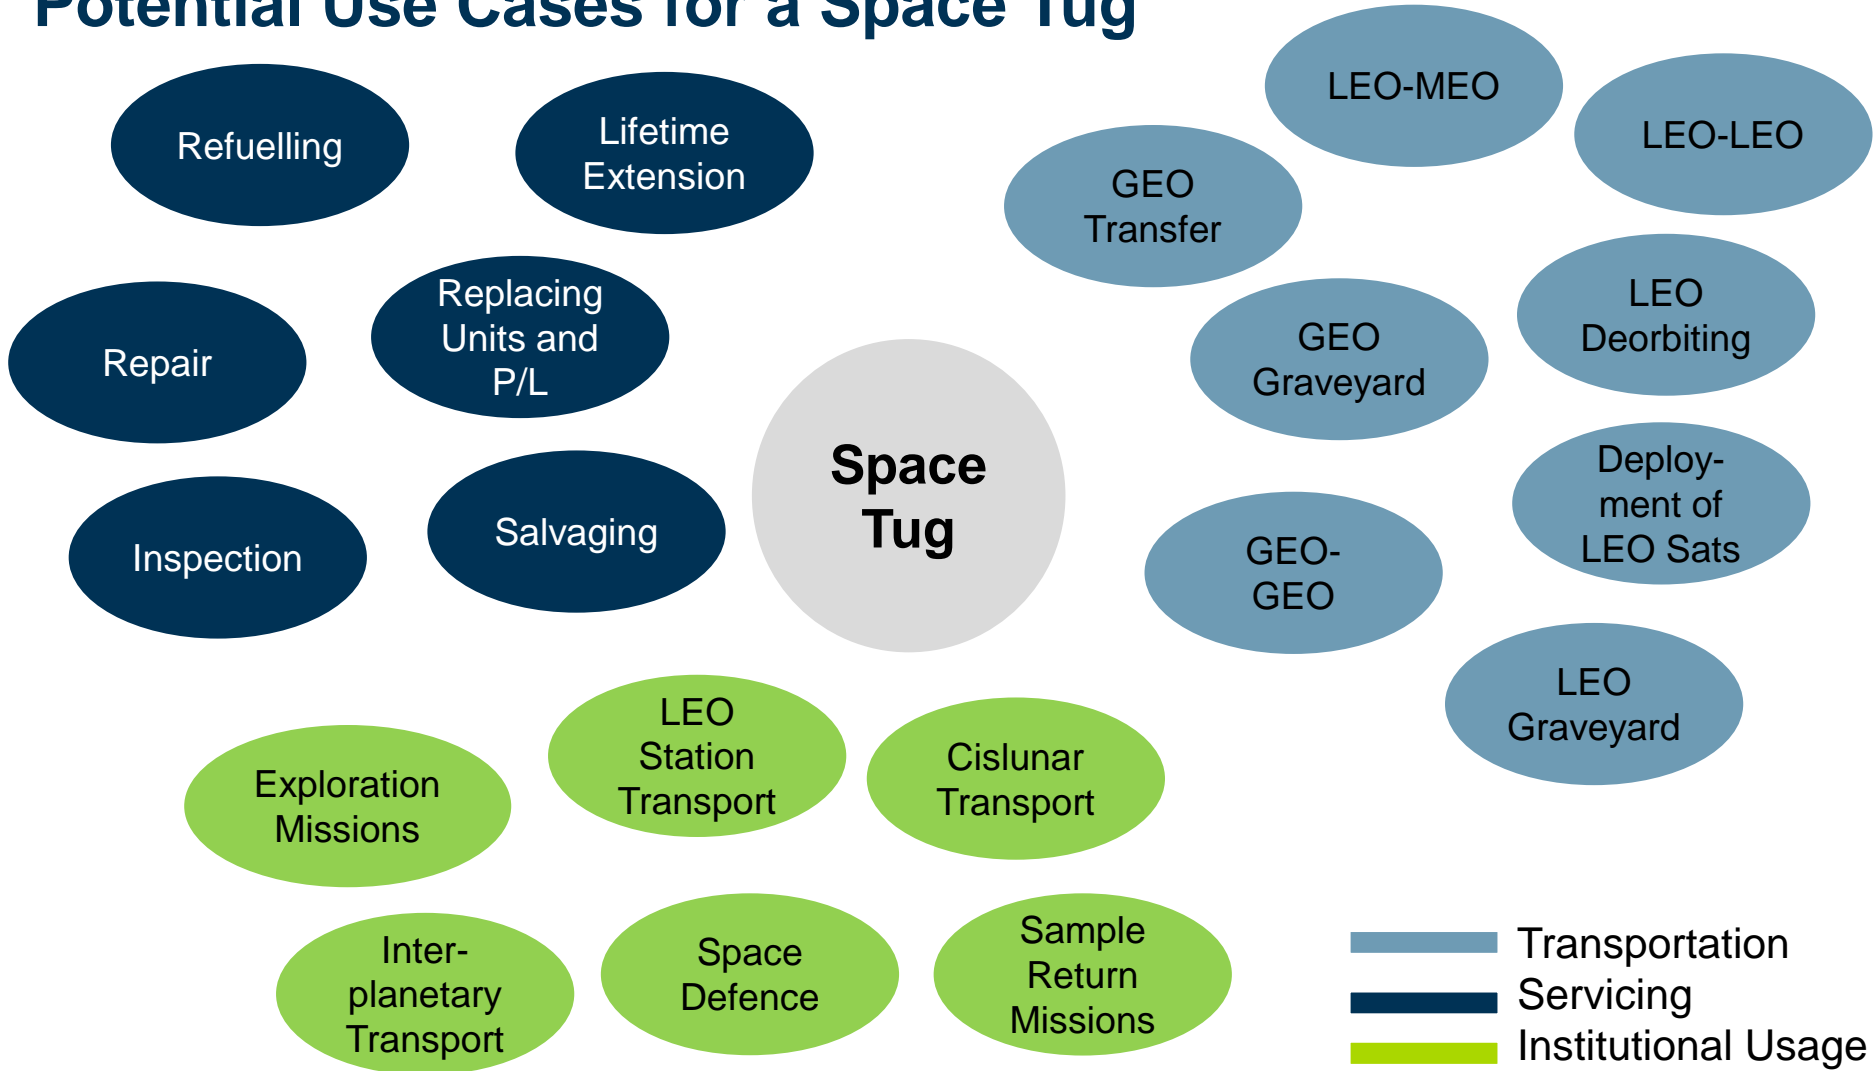 Potential Use Cases for a Space Tug
Refuelling
Lifetime
Extension
Repair
Replacing
Units and
P/L
Inspection
Salvaging
Space
Tug
LEO-MEO
LEO-LEO
GEO
Transfer
LEO
Deorbiting
GEO
Graveyard
Deploy-
ment of
LEO Sats
GEO-
GEO
LEO
Graveyard
Exploration
Missions
LEO
Station
Transport
Cislunar
Transport
Inter-
planetary
Transport
Space
Defence
Sample
Return
Missions
Transportation
Servicing
Institutional Usage